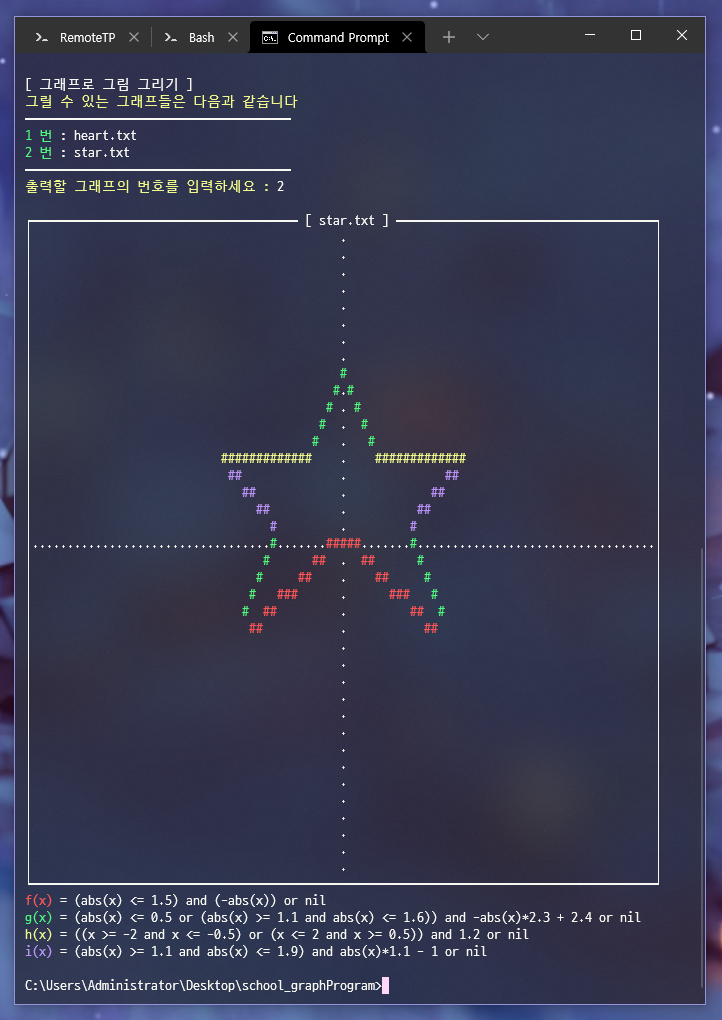 RemoteTP
Bash
Command Prompt
[ 그래프로 그림 그리기 ]
그릴 수 있는 그래프들은 다음과 같습니다
1 번 : heart.txt
2 번 : star.txt
출력할 그래프의 번호를 입력하세요 : 2
[ star.txt ]
#
# #
# #
# #
# #
############# #############
## ##
## ##
## ##
# #
# ##### #
# ## ## #
# ## ## #
# ### ### #
# ## ## #
## ##
f(x) = (abs(x) <= 1.5) and (-abs(x)) or nil
g(x) = (abs(x) <= 0.5 or (abs(x) >= 1.1 and abs(x) <= 1.6)) and -abs(x)*2.3 + 2.4 or nil
h(x) = ((x >= -2 and x <= -0.5) or (x <= 2 and x >= 0.5)) and 1.2 or nil
i(x) = (abs(x) >= 1.1 and abs(x) <= 1.9) and abs(x)*1.1 - 1 or nil
C:\Users\Administrator\Desktop\school_graphProgram>